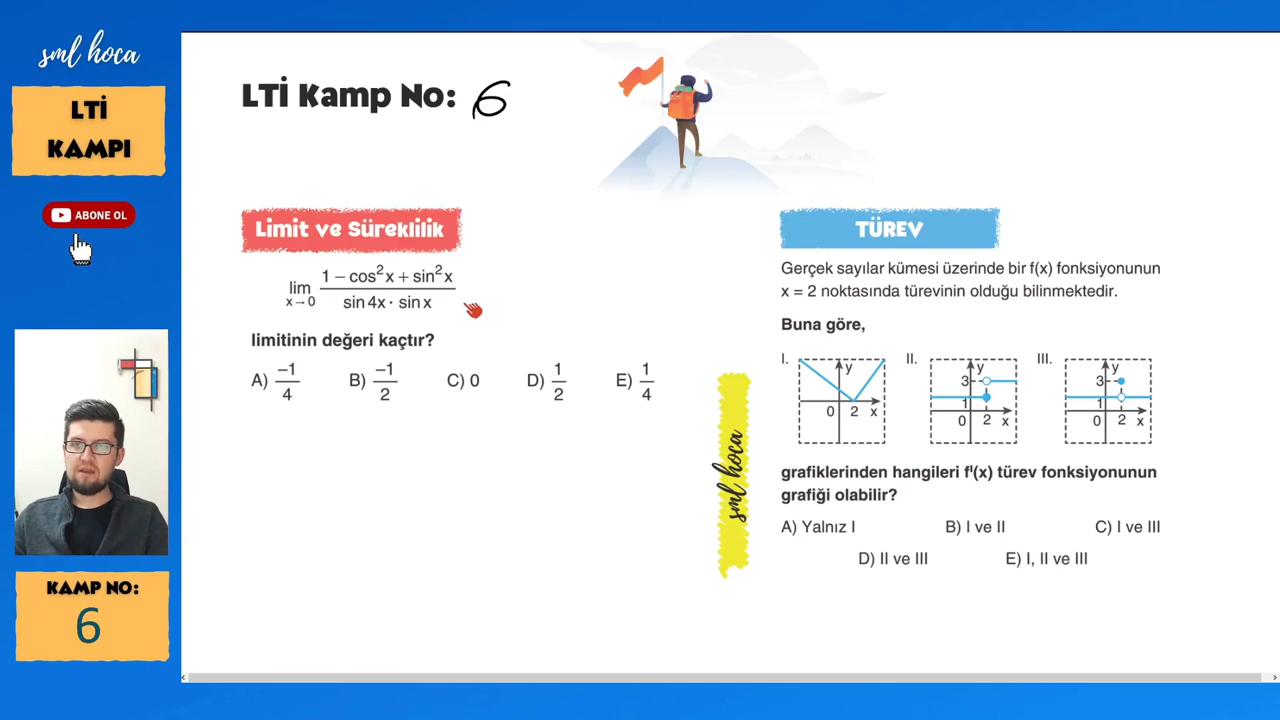 sml hoca
LTİ
KAMPI
ABONE OL
KAMP NO:
6
LTİ Kamp No: 6
Limit ve Süreklilik
lim x→0 (1 − cos²x + sin²x) / (sin 4x · sin x)
limitinin değeri kaçtır?
A) −1/4 B) −1/2 C) 0 D) 1/2 E) 1/4
sml hoca
TÜREV
Gerçek sayılar kümesi üzerinde bir f(x) fonksiyonunun
x = 2 noktasında türevinin olduğu bilinmektedir.
Buna göre,
I. y 0 2 x
II. y 3 1 0 2 x
III. y 3 1 0 2 x
grafiklerinden hangileri fᴵ(x) türev fonksiyonunun
grafiği olabilir?
A) Yalnız I B) I ve II C) I ve III
D) II ve III E) I, II ve III